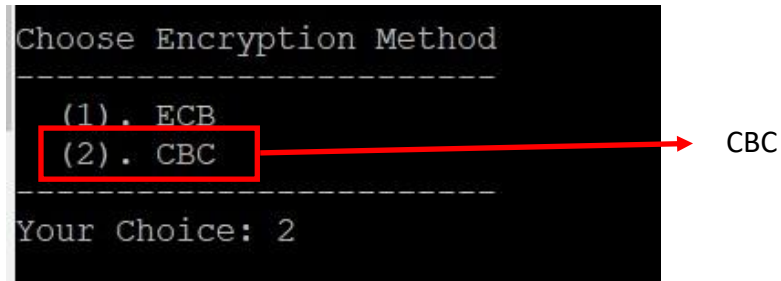 Choose Encryption Method
------------------------
(1). ECB
(2). CBC
CBC
------------------------
Your Choice: 2